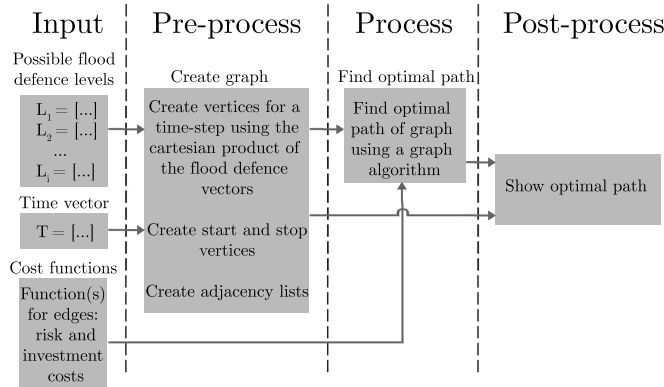 Input
Pre-process
Process
Post-process
Possible flood
defence levels
L1 = [...]
L2 = [...]
...
Li = [...]
Time vector
T = [...]
Cost functions
Function(s)
for edges:
risk and
investment
costs
Create graph
Create vertices for a
time-step using the
cartesian product of
the flood defence
vectors
Create start and stop
vertices
Create adjacency lists
Find optimal path
Find optimal
path of graph
using a graph
algorithm
Show optimal path